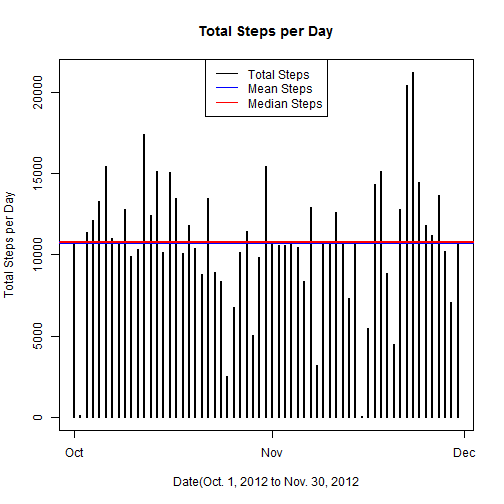 Total Steps per Day
Total Steps
Mean Steps
Median Steps
Total Steps per Day
20000
15000
10000
5000
0
Oct
Nov
Dec
Date(Oct. 1, 2012 to Nov. 30, 2012